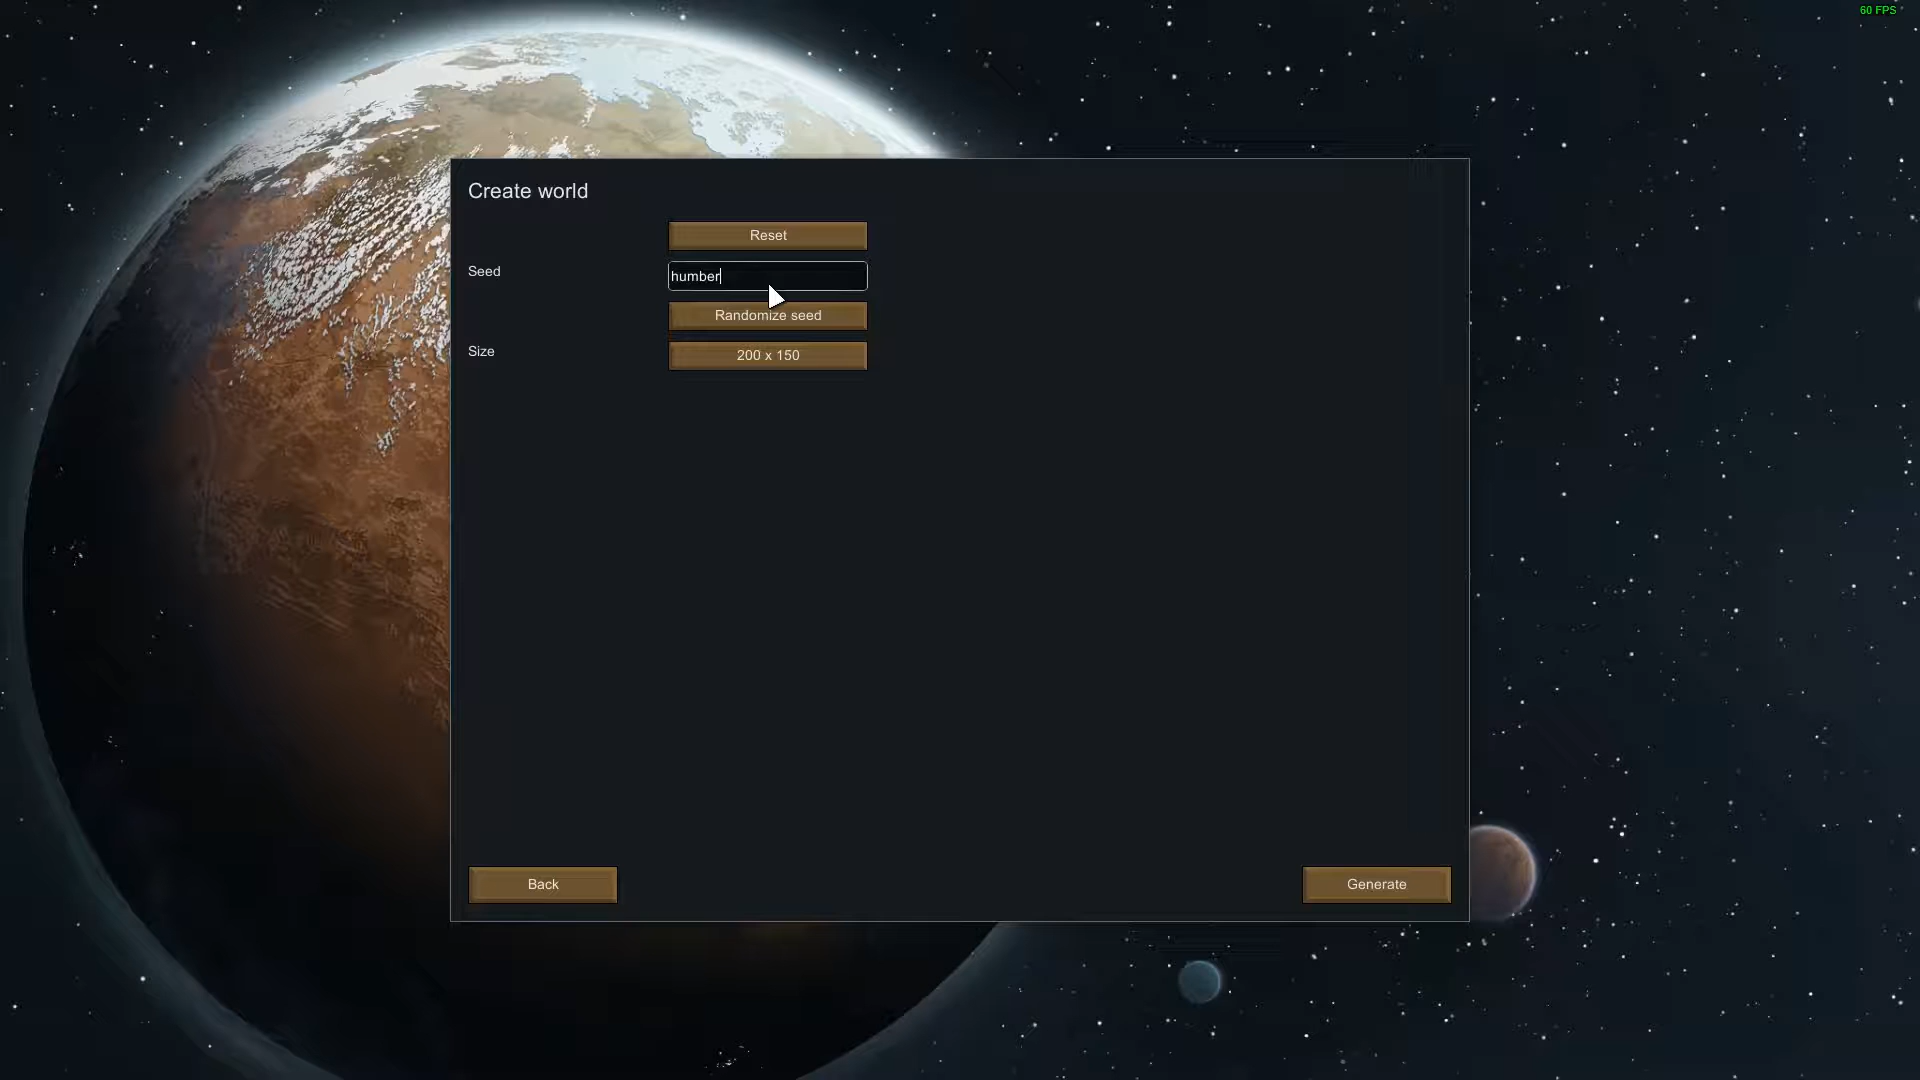 60 FPS
Create world
Reset
Seed
humber
Randomize seed
Size
200 x 150
Back
Generate